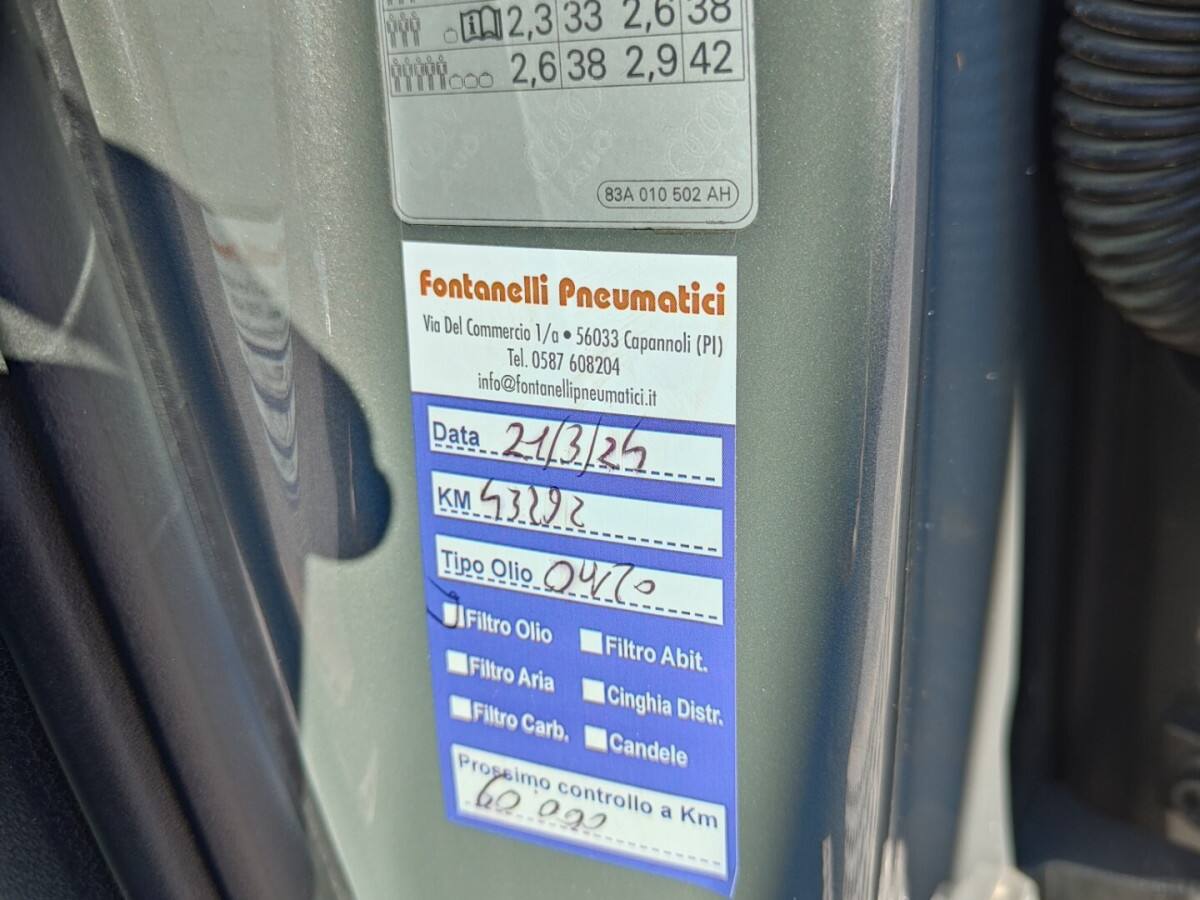 2,3 33 2,6 38
2,6 38 2,9 42
83A 010 502 AH
Fontanelli Pneumatici
Via Del Commercio 1/a • 56033 Capannoli (PI)
Tel. 0587 608204
info@fontanellipneumatici.it
Data 21/3/24
KM 43292
Tipo Olio 0W20
Filtro Olio
Filtro Abit.
Filtro Aria
Cinghia Distr.
Filtro Carb.
Candele
Prossimo controllo a Km
60.000